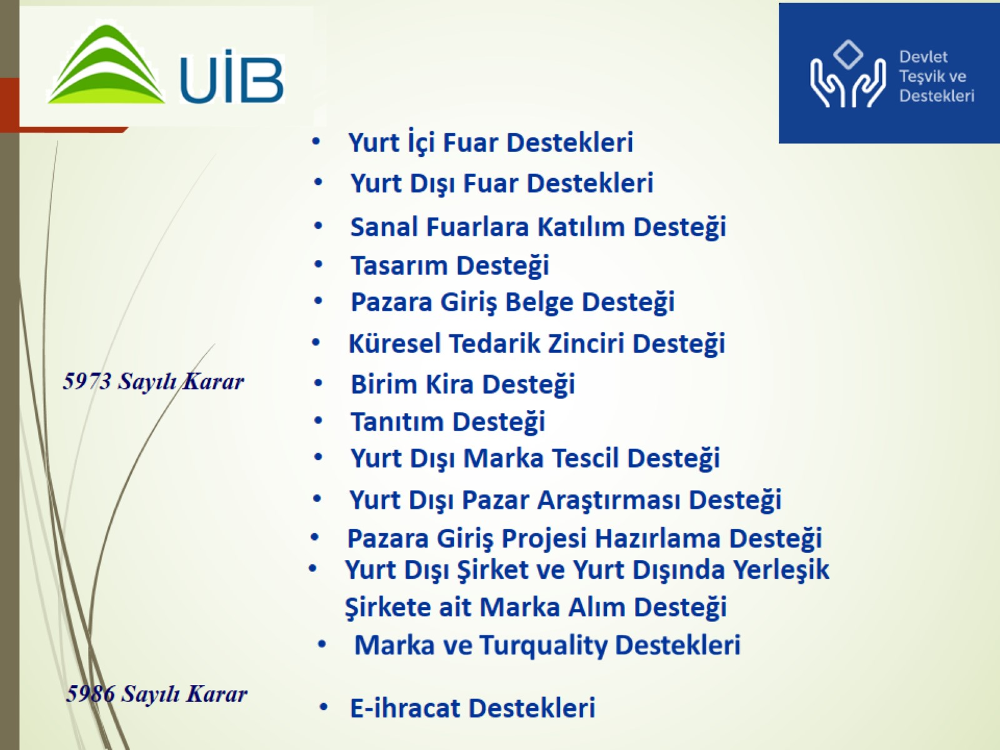 UİB
Devlet
Teşvik ve
Destekleri
• Yurt İçi Fuar Destekleri
• Yurt Dışı Fuar Destekleri
• Sanal Fuarlara Katılım Desteği
• Tasarım Desteği
• Pazara Giriş Belge Desteği
• Küresel Tedarik Zinciri Desteği
5973 Sayılı Karar
• Birim Kira Desteği
• Tanıtım Desteği
• Yurt Dışı Marka Tescil Desteği
• Yurt Dışı Pazar Araştırması Desteği
• Pazara Giriş Projesi Hazırlama Desteği
• Yurt Dışı Şirket ve Yurt Dışında Yerleşik
Şirkete ait Marka Alım Desteği
• Marka ve Turquality Destekleri
5986 Sayılı Karar
• E-ihracat Destekleri